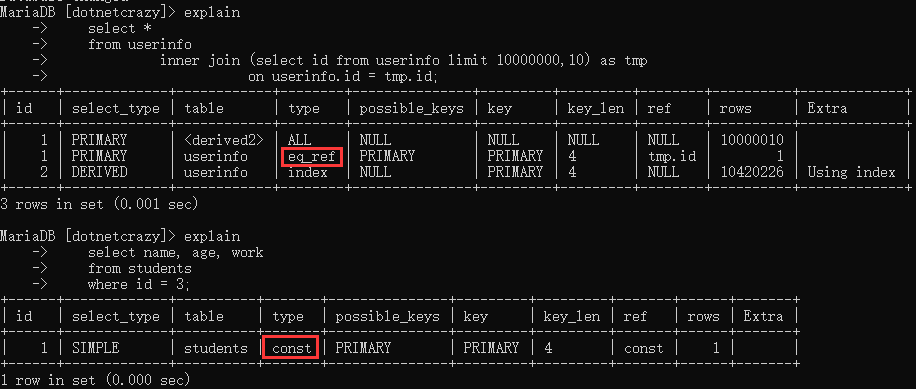 MariaDB [dotnetcrazy]> explain
    ->     select *
    ->     from userinfo
    ->             inner join (select id from userinfo limit 10000000,10) as tmp
    ->                        on userinfo.id = tmp.id;
| id | select_type | table | type | possible_keys | key | key_len | ref | rows | Extra |
| 1 | PRIMARY | <derived2> | ALL | NULL | NULL | NULL | NULL | 10000010 | |
| 1 | PRIMARY | userinfo | eq_ref | PRIMARY | PRIMARY | 4 | tmp.id | 1 | |
| 2 | DERIVED | userinfo | index | NULL | PRIMARY | 4 | NULL | 10420226 | Using index |
3 rows in set (0.001 sec)
MariaDB [dotnetcrazy]> explain
    ->     select name, age, work
    ->     from students
    ->     where id = 3;
| id | select_type | table | type | possible_keys | key | key_len | ref | rows | Extra |
| 1 | SIMPLE | students | const | PRIMARY | PRIMARY | 4 | const | 1 | |
1 row in set (0.000 sec)